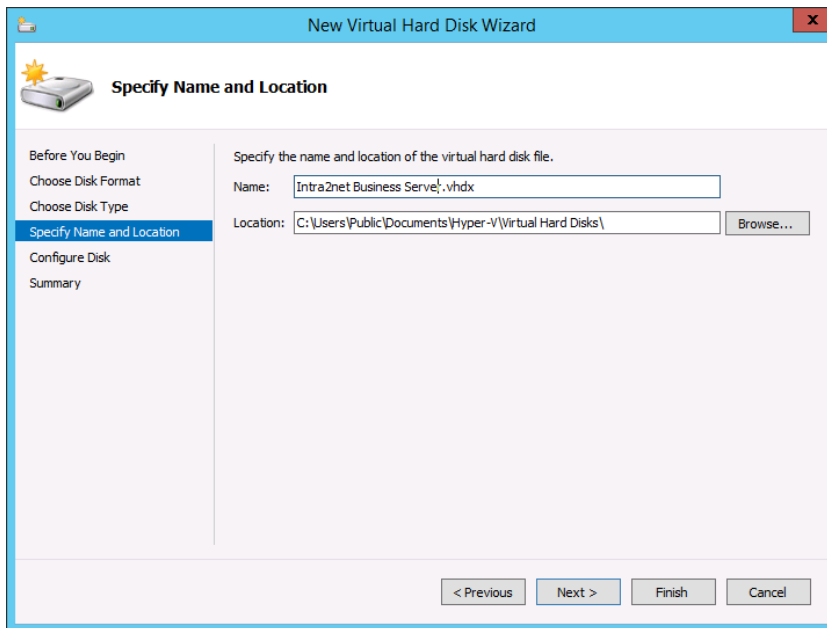 New Virtual Hard Disk Wizard
x
Specify Name and Location
Before You Begin
Choose Disk Format
Choose Disk Type
Specify Name and Location
Configure Disk
Summary
Specify the name and location of the virtual hard disk file.
Name: Intra2net Business Server.vhdx
Location: C:\Users\Public\Documents\Hyper-V\Virtual Hard Disks\ Browse...
< Previous Next > Finish Cancel